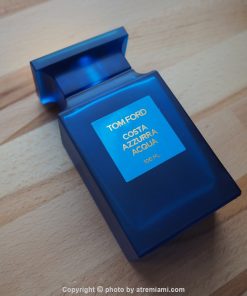 TOM FORD
COSTA
AZZURRA
ACQUA
100 ML
Copyright © photo by atremiami.com